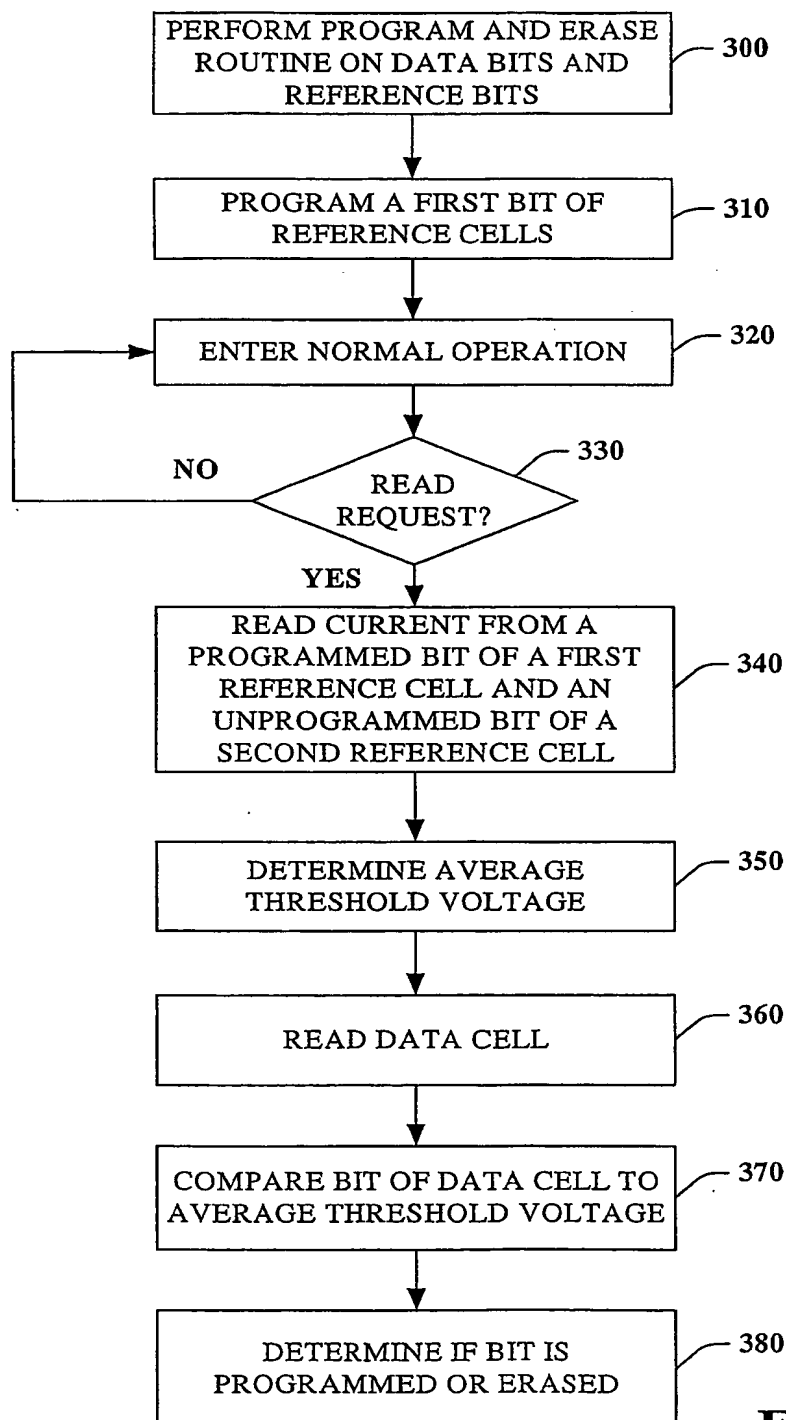 PERFORM PROGRAM AND ERASE
ROUTINE ON DATA BITS AND
REFERENCE BITS
300
PROGRAM A FIRST BIT OF
REFERENCE CELLS
310
ENTER NORMAL OPERATION
320
330
NO
READ
REQUEST?
YES
READ CURRENT FROM A
PROGRAMMED BIT OF A FIRST
REFERENCE CELL AND AN
UNPROGRAMMED BIT OF A
SECOND REFERENCE CELL
340
DETERMINE AVERAGE
THRESHOLD VOLTAGE
350
READ DATA CELL
360
COMPARE BIT OF DATA CELL TO
AVERAGE THRESHOLD VOLTAGE
370
DETERMINE IF BIT IS
PROGRAMMED OR ERASED
380